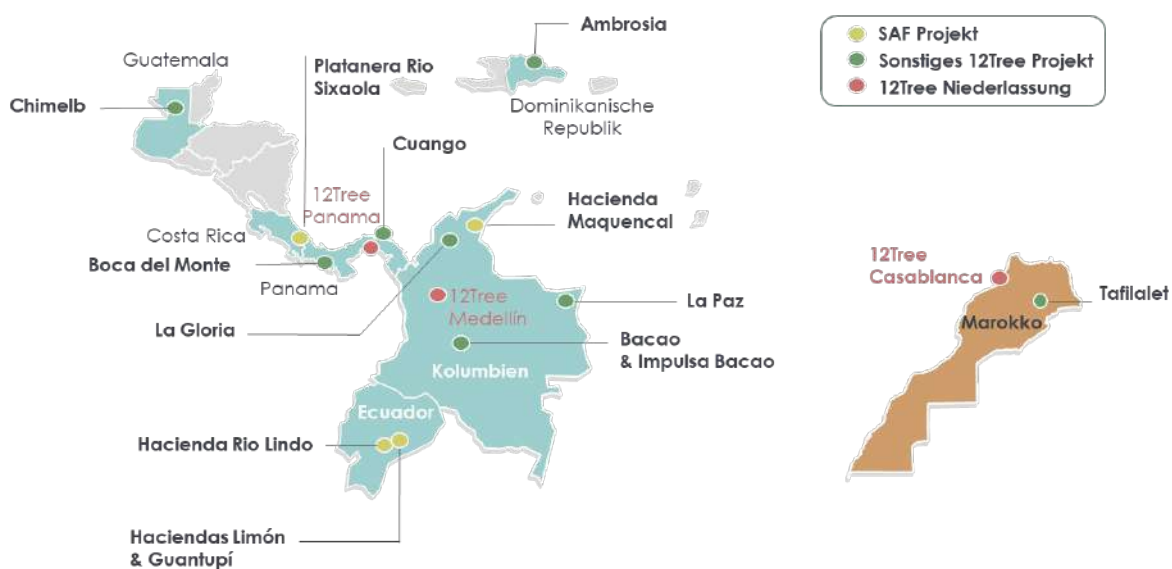 Ambrosia
SAF Projekt
Sonstiges 12Tree Projekt
12Tree Niederlassung
Guatemala
Platanera Rio
Sixaola
Chimelb
Dominikanische
Republik
Cuango
12Tree
Panama
Hacienda
Maquencal
Costa Rica
Boca del Monte
Panama
12Tree
Casablanca
Tafilalet
Marokko
La Gloria
12Tree
Medellín
La Paz
Bacao
& Impulsa Bacao
Kolumbien
Ecuador
Hacienda Rio Lindo
Haciendas Limón
& Guantupí